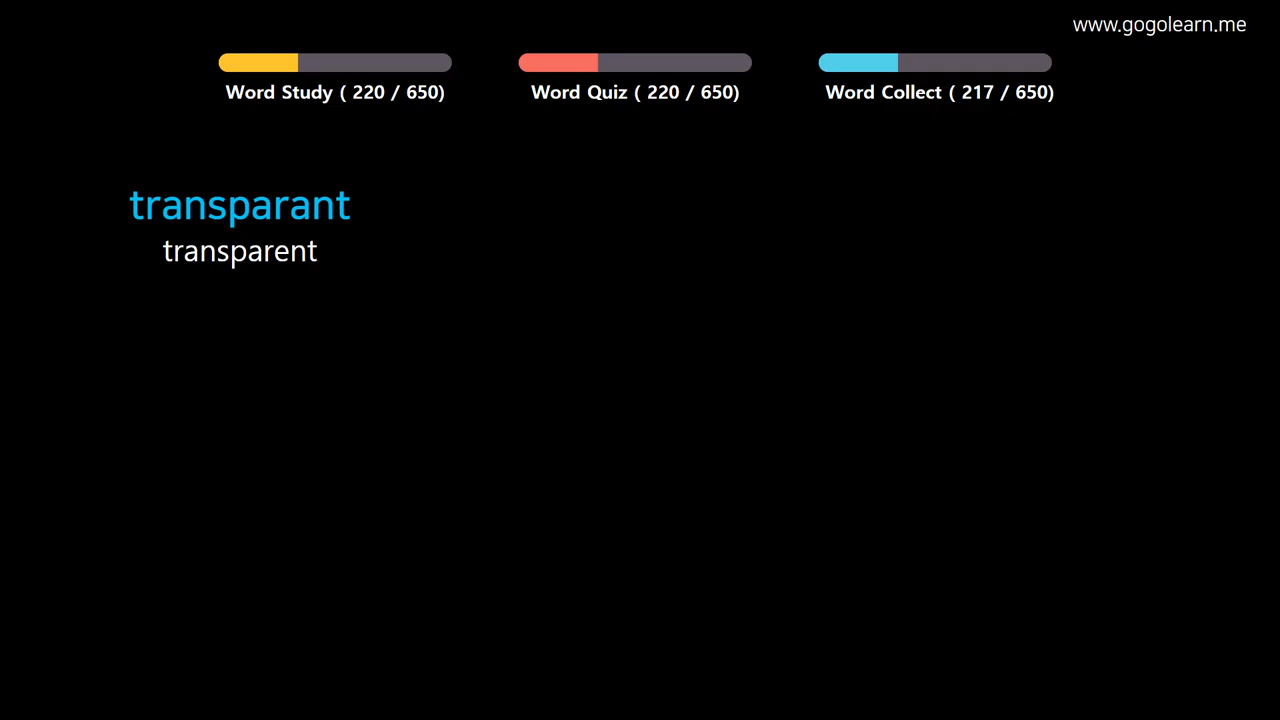 www.gogolearn.me
Word Study ( 220 / 650)
Word Quiz ( 220 / 650)
Word Collect ( 217 / 650)
transparant
transparent